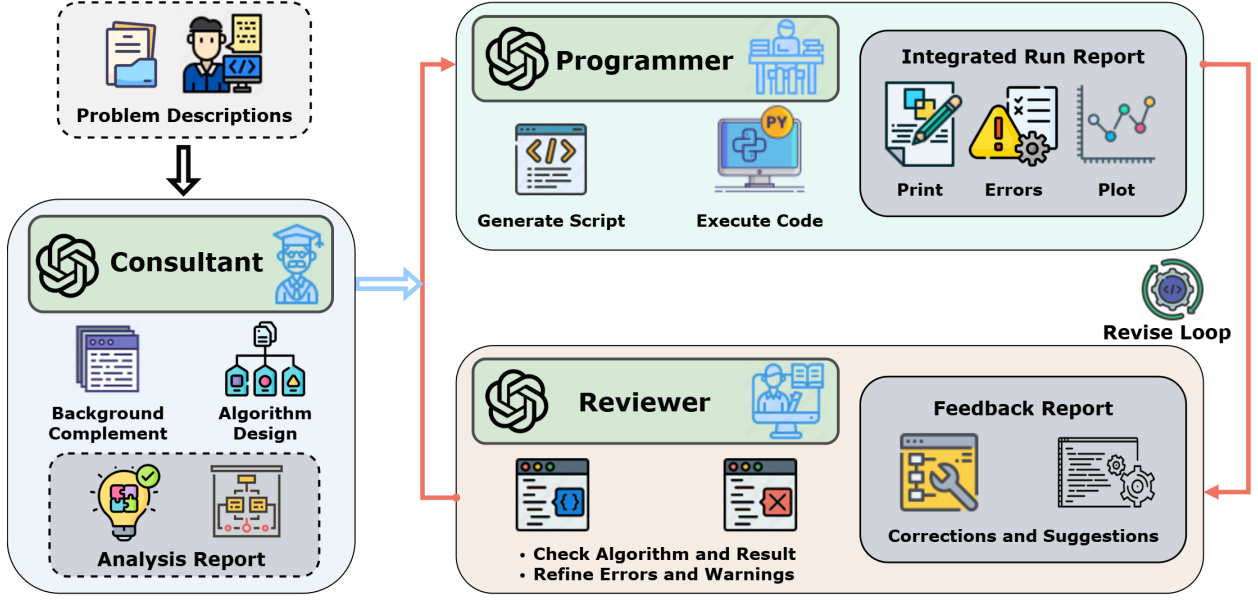 Problem Descriptions
Consultant
Background
Complement
Algorithm
Design
Analysis Report
Programmer
Generate Script
PY
Execute Code
Integrated Run Report
Print
Errors
Plot
Revise Loop
Reviewer
• Check Algorithm and Result
• Refine Errors and Warnings
Feedback Report
Corrections and Suggestions